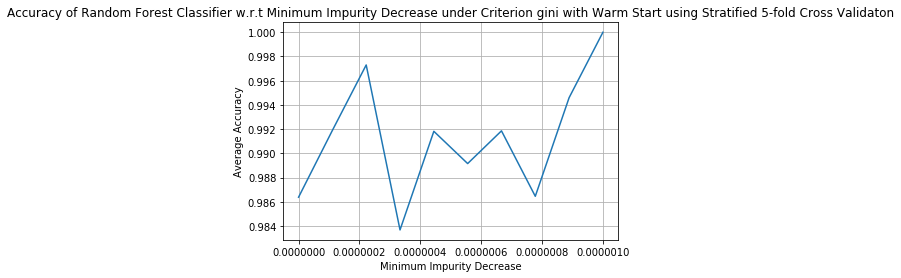 Accuracy of Random Forest Classifier w.r.t Minimum Impurity Decrease under Criterion gini with Warm Start using Stratified 5-fold Cross Validaton
1.000
0.998
0.996
0.994
0.992
0.990
0.988
0.986
0.984
Average Accuracy
0.0000000 0.0000002 0.0000004 0.0000006 0.0000008 0.0000010
Minimum Impurity Decrease